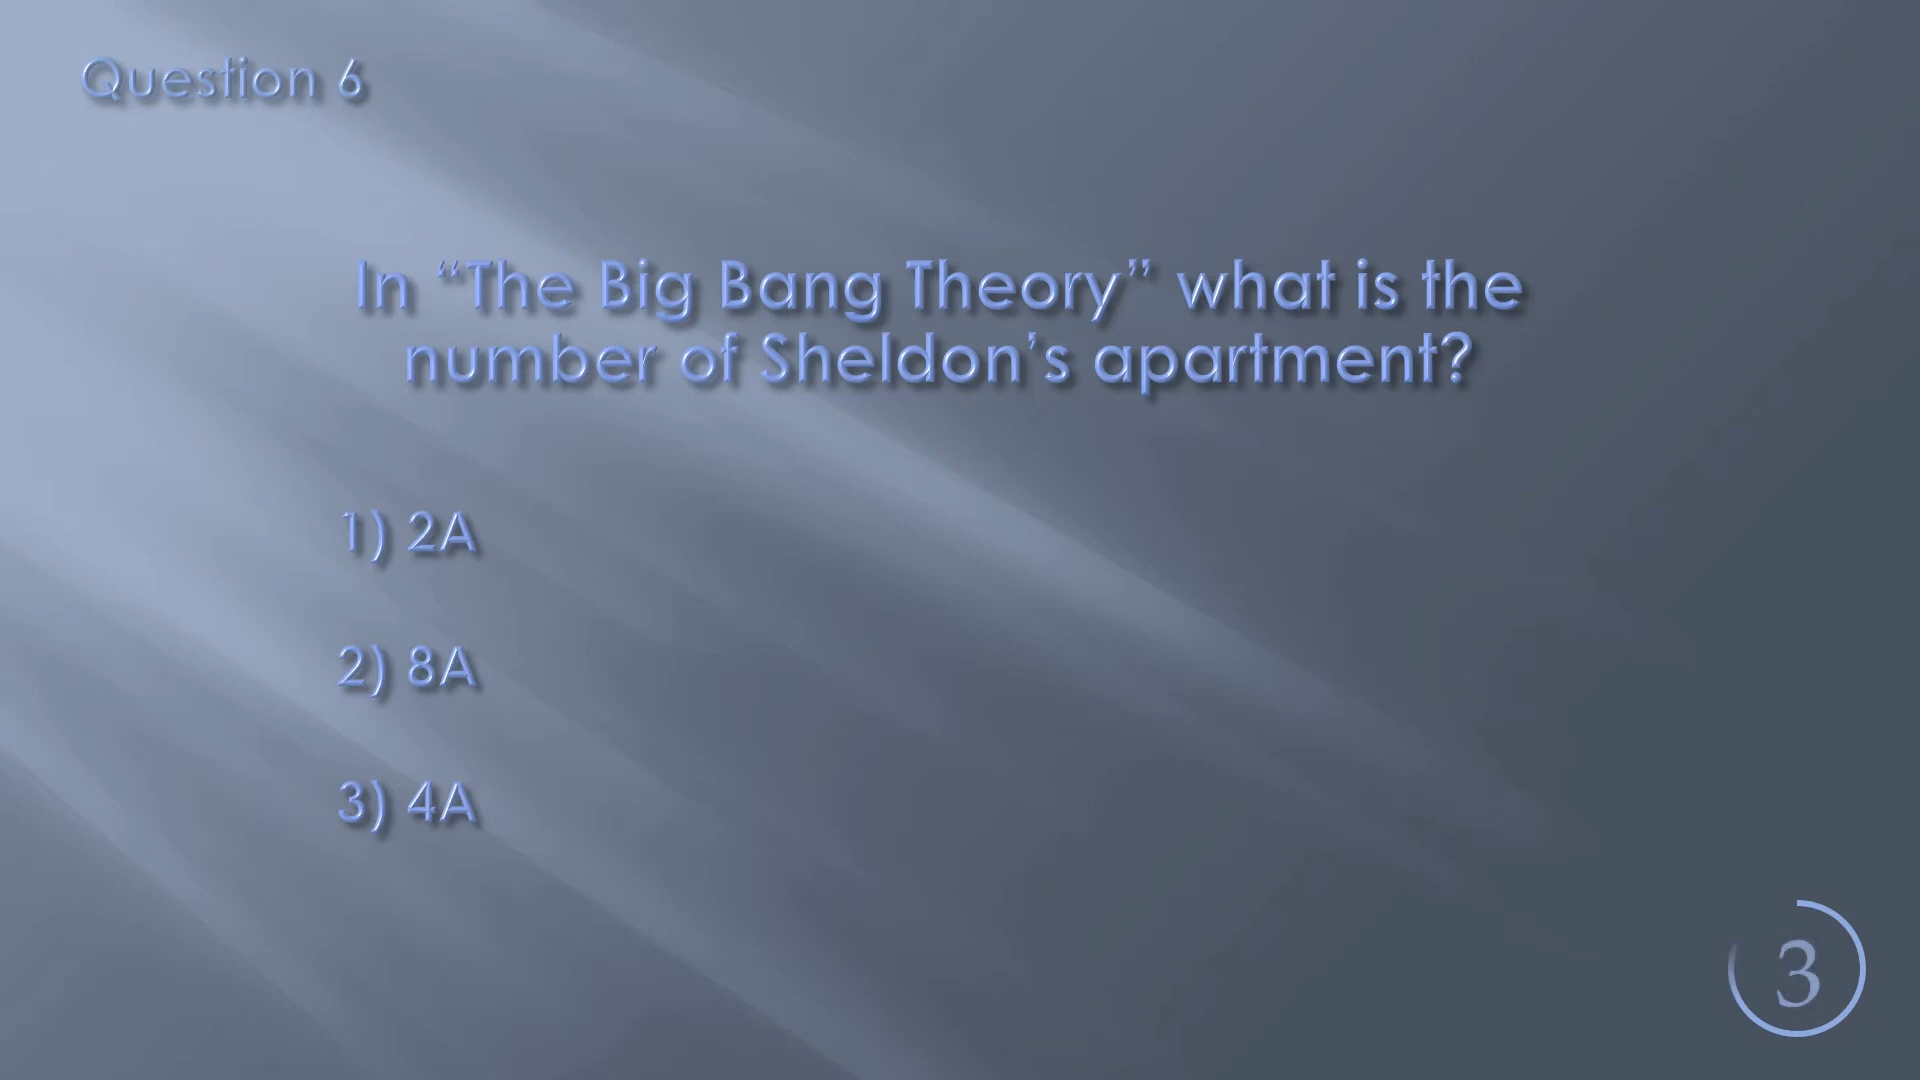 Question 6
In “The Big Bang Theory” what is the
number of Sheldon’s apartment?
1) 2A
2) 8A
3) 4A
3